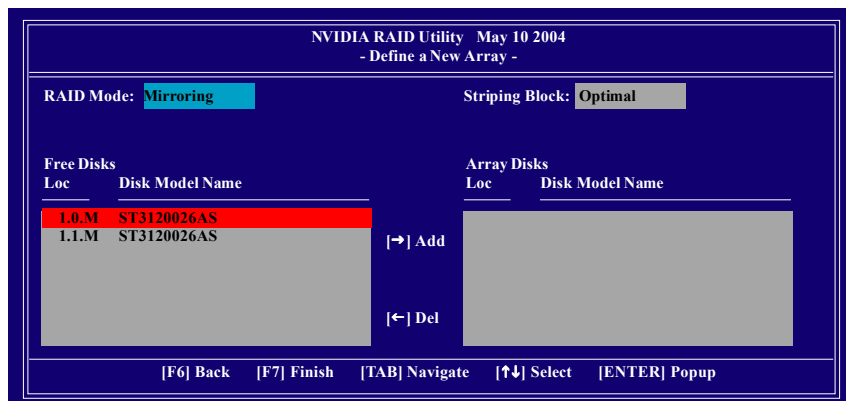 NVIDIA RAID Utility May 10 2004
- Define a New Array -
RAID Mode: Mirroring Striping Block: Optimal
Free Disks Array Disks
Loc Disk Model Name Loc Disk Model Name
1.0.M ST3120026AS
1.1.M ST3120026AS
[→] Add
[←] Del
[F6] Back [F7] Finish [TAB] Navigate [↑↓] Select [ENTER] Popup